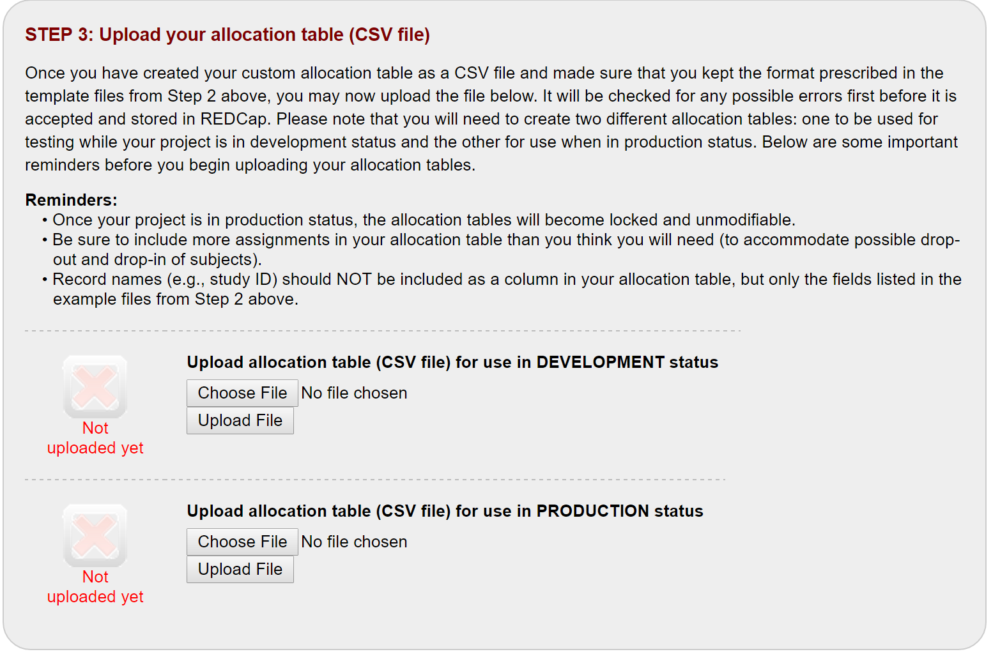 STEP 3: Upload your allocation table (CSV file)
Once you have created your custom allocation table as a CSV file and made sure that you kept the format prescribed in the
template files from Step 2 above, you may now upload the file below. It will be checked for any possible errors first before it is
accepted and stored in REDCap. Please note that you will need to create two different allocation tables: one to be used for
testing while your project is in development status and the other for use when in production status. Below are some important
reminders before you begin uploading your allocation tables.
Reminders:
• Once your project is in production status, the allocation tables will become locked and unmodifiable.
• Be sure to include more assignments in your allocation table than you think you will need (to accommodate possible drop-
out and drop-in of subjects).
• Record names (e.g., study ID) should NOT be included as a column in your allocation table, but only the fields listed in the
example files from Step 2 above.
Upload allocation table (CSV file) for use in DEVELOPMENT status
Choose File No file chosen
Upload File
Not
uploaded yet
Upload allocation table (CSV file) for use in PRODUCTION status
Choose File No file chosen
Upload File
Not
uploaded yet